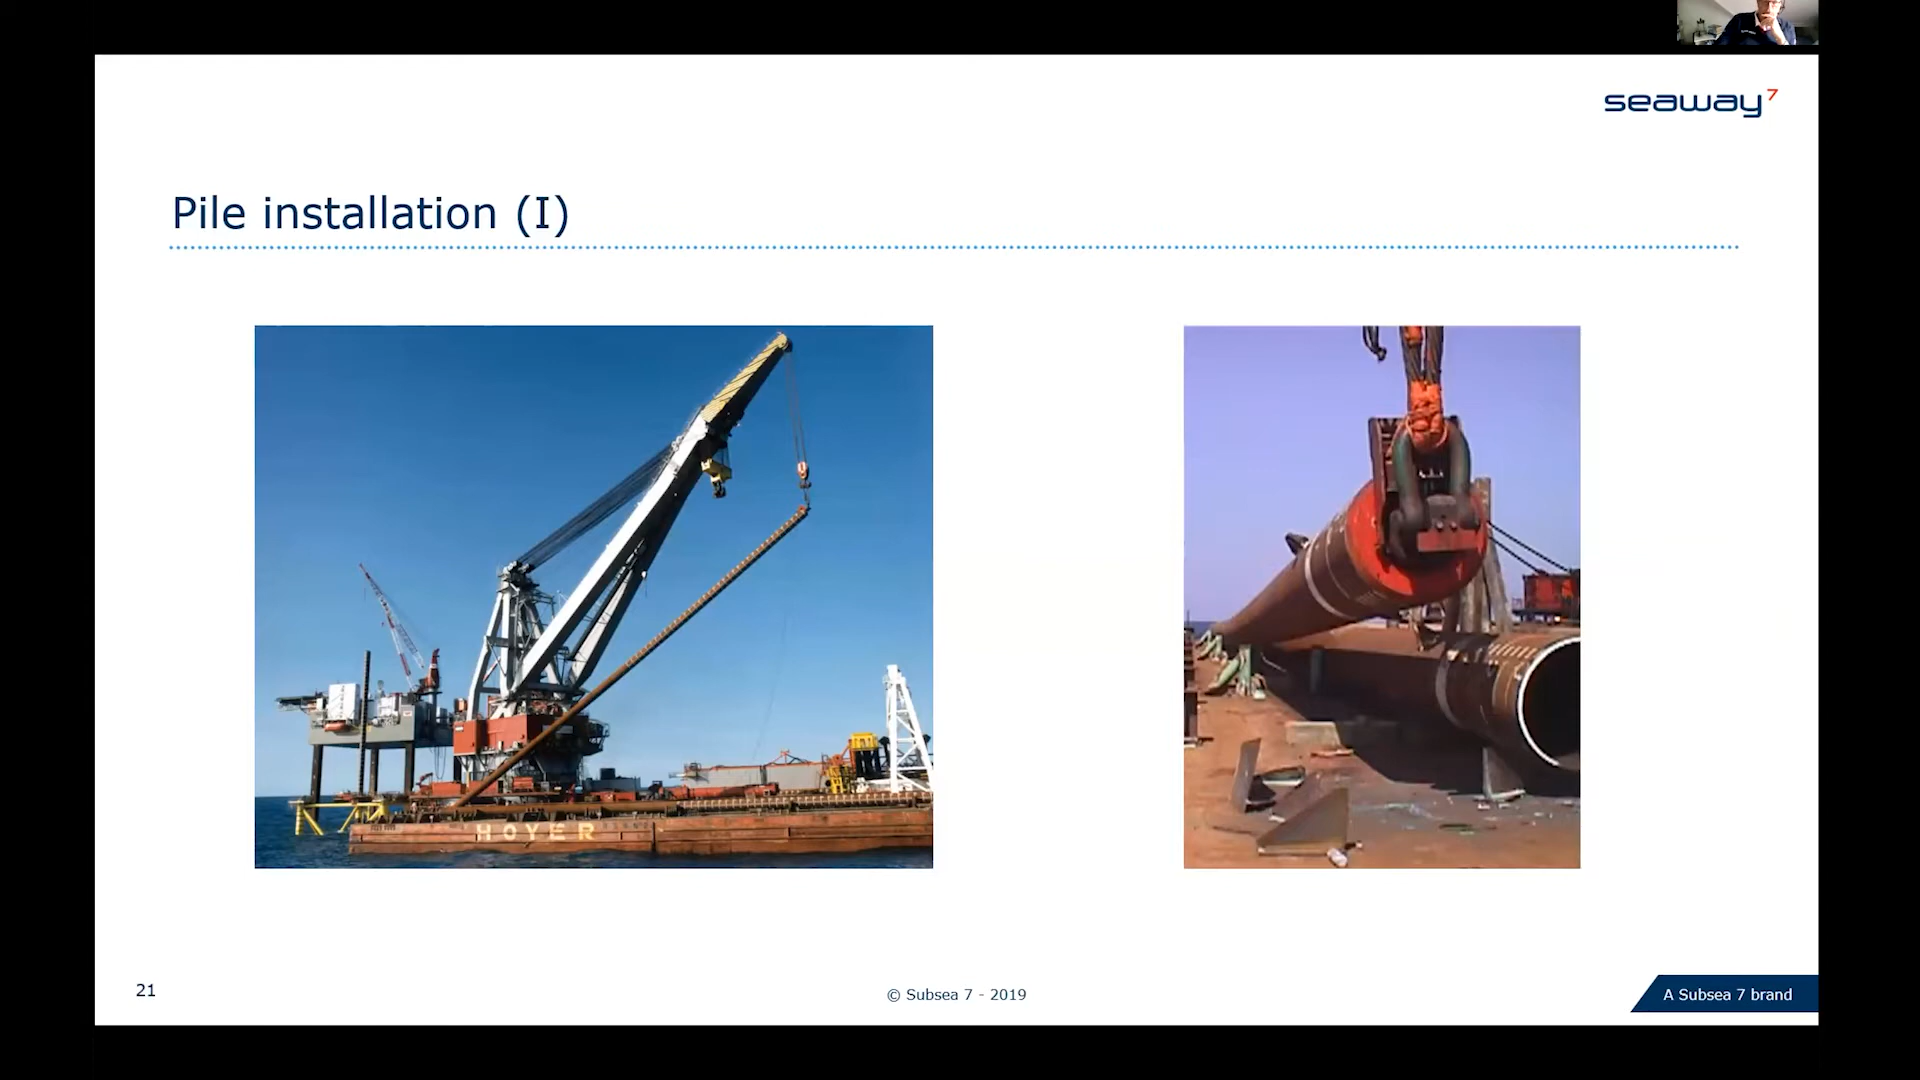 seaway7
Pile installation (I)
HOYER
21
© Subsea 7 - 2019
A Subsea 7 brand